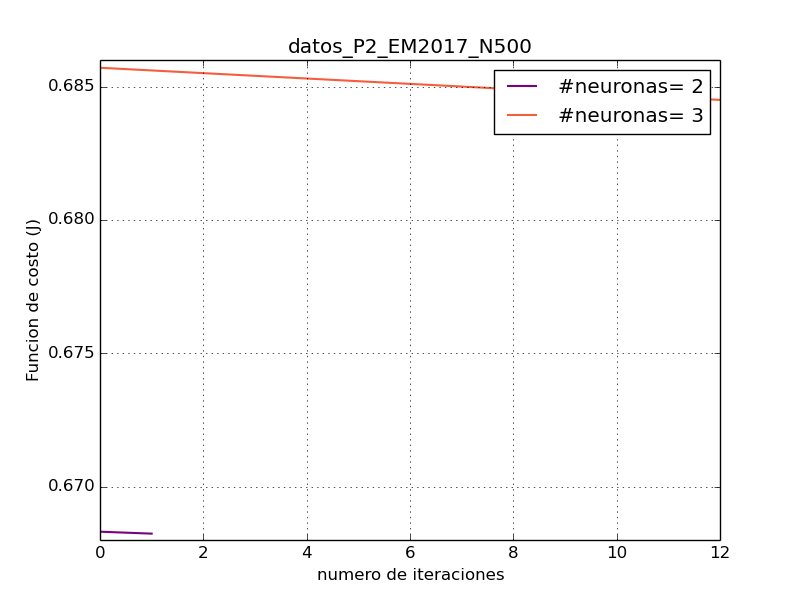 datos_P2_EM2017_N500
#neuronas= 2
#neuronas= 3
0.685
0.680
0.675
0.670
Funcion de costo (J)
0 2 4 6 8 10 12
numero de iteraciones